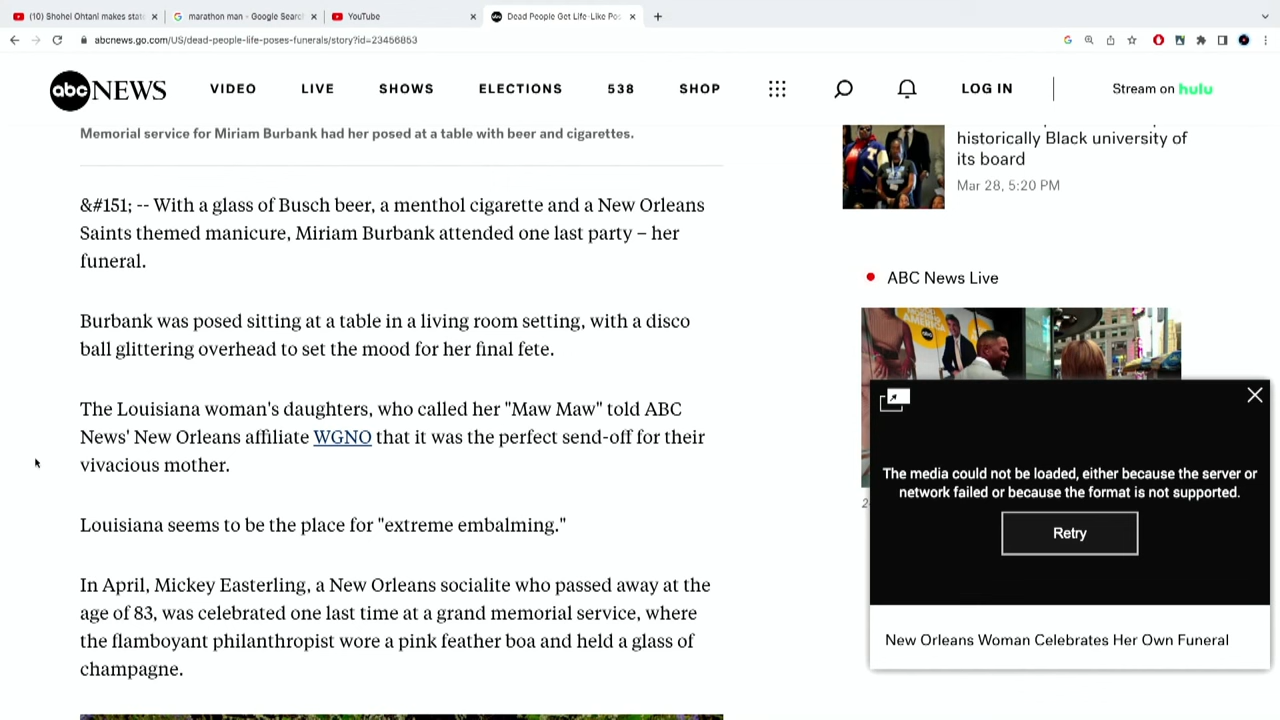 (10) Shohei Ohtani makes state
marathon man - Google Search
YouTube
Dead People Get Life-Like Pos
abcnews.go.com/US/dead-people-life-poses-funerals/story?id=23456853
abc NEWS
VIDEO
LIVE
SHOWS
ELECTIONS
538
SHOP
LOG IN
Stream on hulu
Memorial service for Miriam Burbank had her posed at a table with beer and cigarettes.
&#151; -- With a glass of Busch beer, a menthol cigarette and a New Orleans
Saints themed manicure, Miriam Burbank attended one last party – her
funeral.
Burbank was posed sitting at a table in a living room setting, with a disco
ball glittering overhead to set the mood for her final fete.
The Louisiana woman's daughters, who called her "Maw Maw" told ABC
News' New Orleans affiliate WGNO that it was the perfect send-off for their
vivacious mother.
Louisiana seems to be the place for "extreme embalming."
In April, Mickey Easterling, a New Orleans socialite who passed away at the
age of 83, was celebrated one last time at a grand memorial service, where
the flamboyant philanthropist wore a pink feather boa and held a glass of
champagne.
historically Black university of
its board
Mar 28, 5:20 PM
ABC News Live
The media could not be loaded, either because the server or
network failed or because the format is not supported.
Retry
New Orleans Woman Celebrates Her Own Funeral